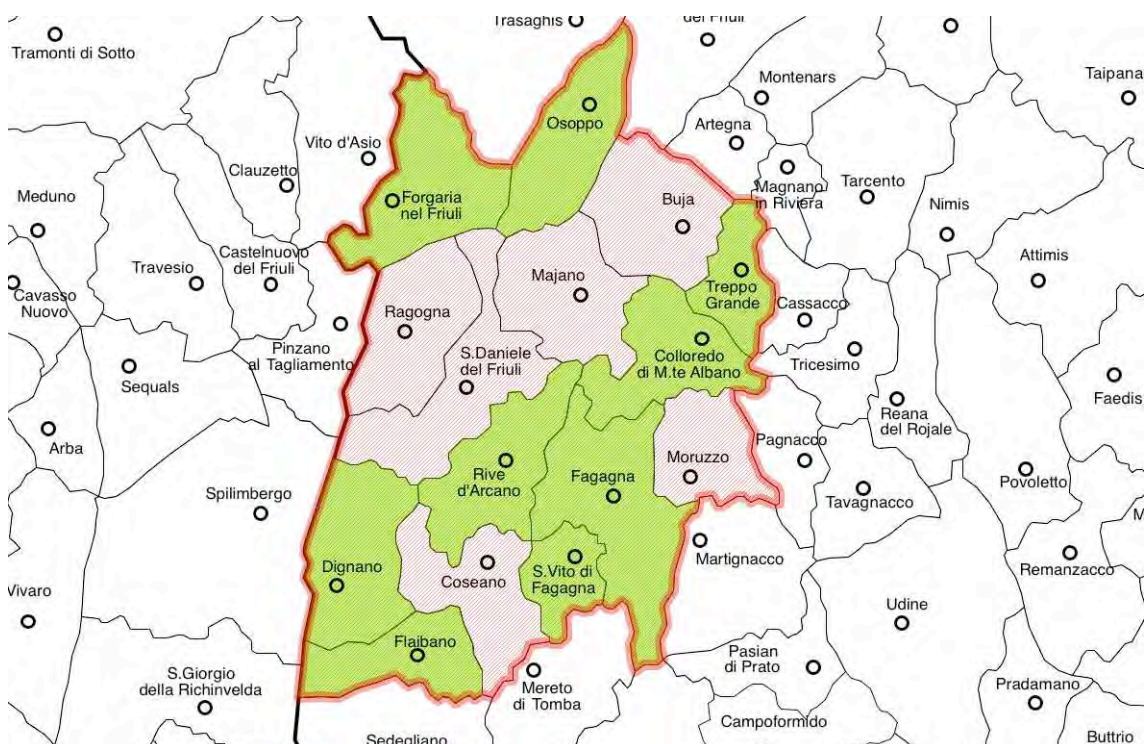 Trasaghis
del Friuli
Tramonti di Sotto
Montenars
Taipana
Osoppo
Artegna
Vito d'Asio
Clauzetto
Magnano
in Riviera
Tarcento
Meduno
Forgaria
nel Friuli
Buja
Nimis
Castelnuovo
del Friuli
Travesio
Majano
Treppo
Grande
Attimis
Cavasso
Nuovo
Ragogna
Cassacco
Pinzano
al Tagliamento
S.Daniele
del Friuli
Colloredo
di M.te Albano
Tricesimo
Sequals
Faedis
Reana
del Rojale
Arba
Pagnacco
Moruzzo
Rive
d'Arcano
Fagagna
Povoletto
Spilimbergo
Tavagnacco
M
Martignacco
Dignano
Coseano
S.Vito di
Fagagna
Remanzacco
Vivaro
Udine
Flaibano
Pasian
di Prato
S.Giorgio
della Richinvelda
Mereto
di Tomba
Pradamano
Campoformido
Sedegliano
Buttrio